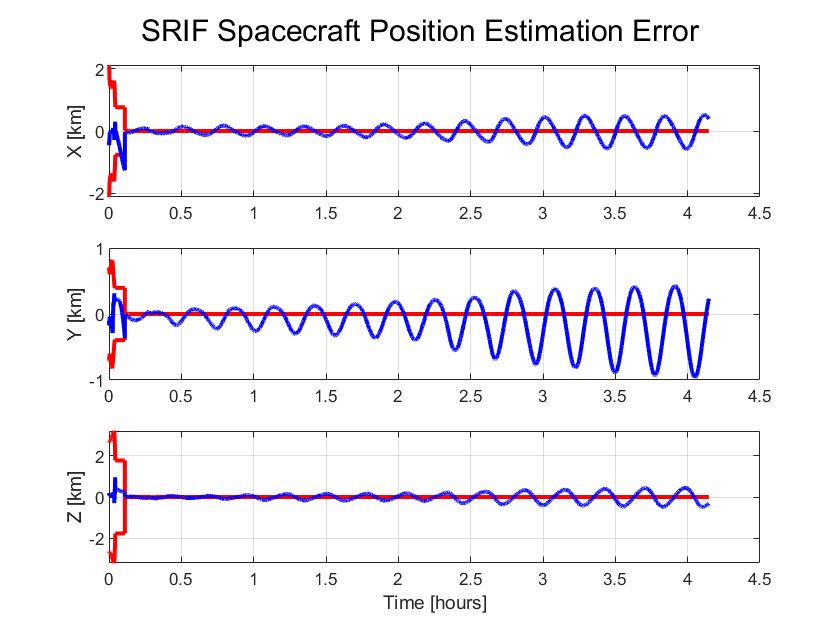 SRIF Spacecraft Position Estimation Error
X [km]
2
0
-2
0 0.5 1 1.5 2 2.5 3 3.5 4 4.5
Y [km]
1
0
-1
0 0.5 1 1.5 2 2.5 3 3.5 4 4.5
Z [km]
2
0
-2
0 0.5 1 1.5 2 2.5 3 3.5 4 4.5
Time [hours]